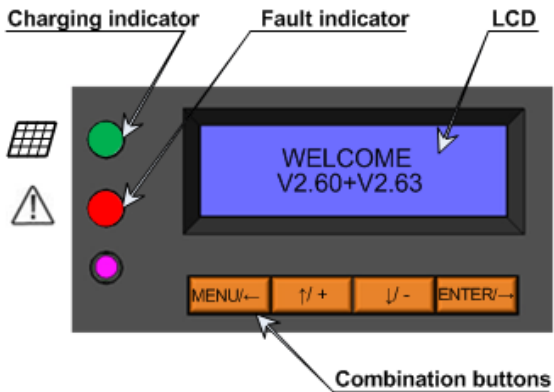 Charging indicator
Fault indicator
LCD
WELCOME
V2.60+V2.63
MENU/←
↑/ +
↓/ -
ENTER/→
Combination buttons